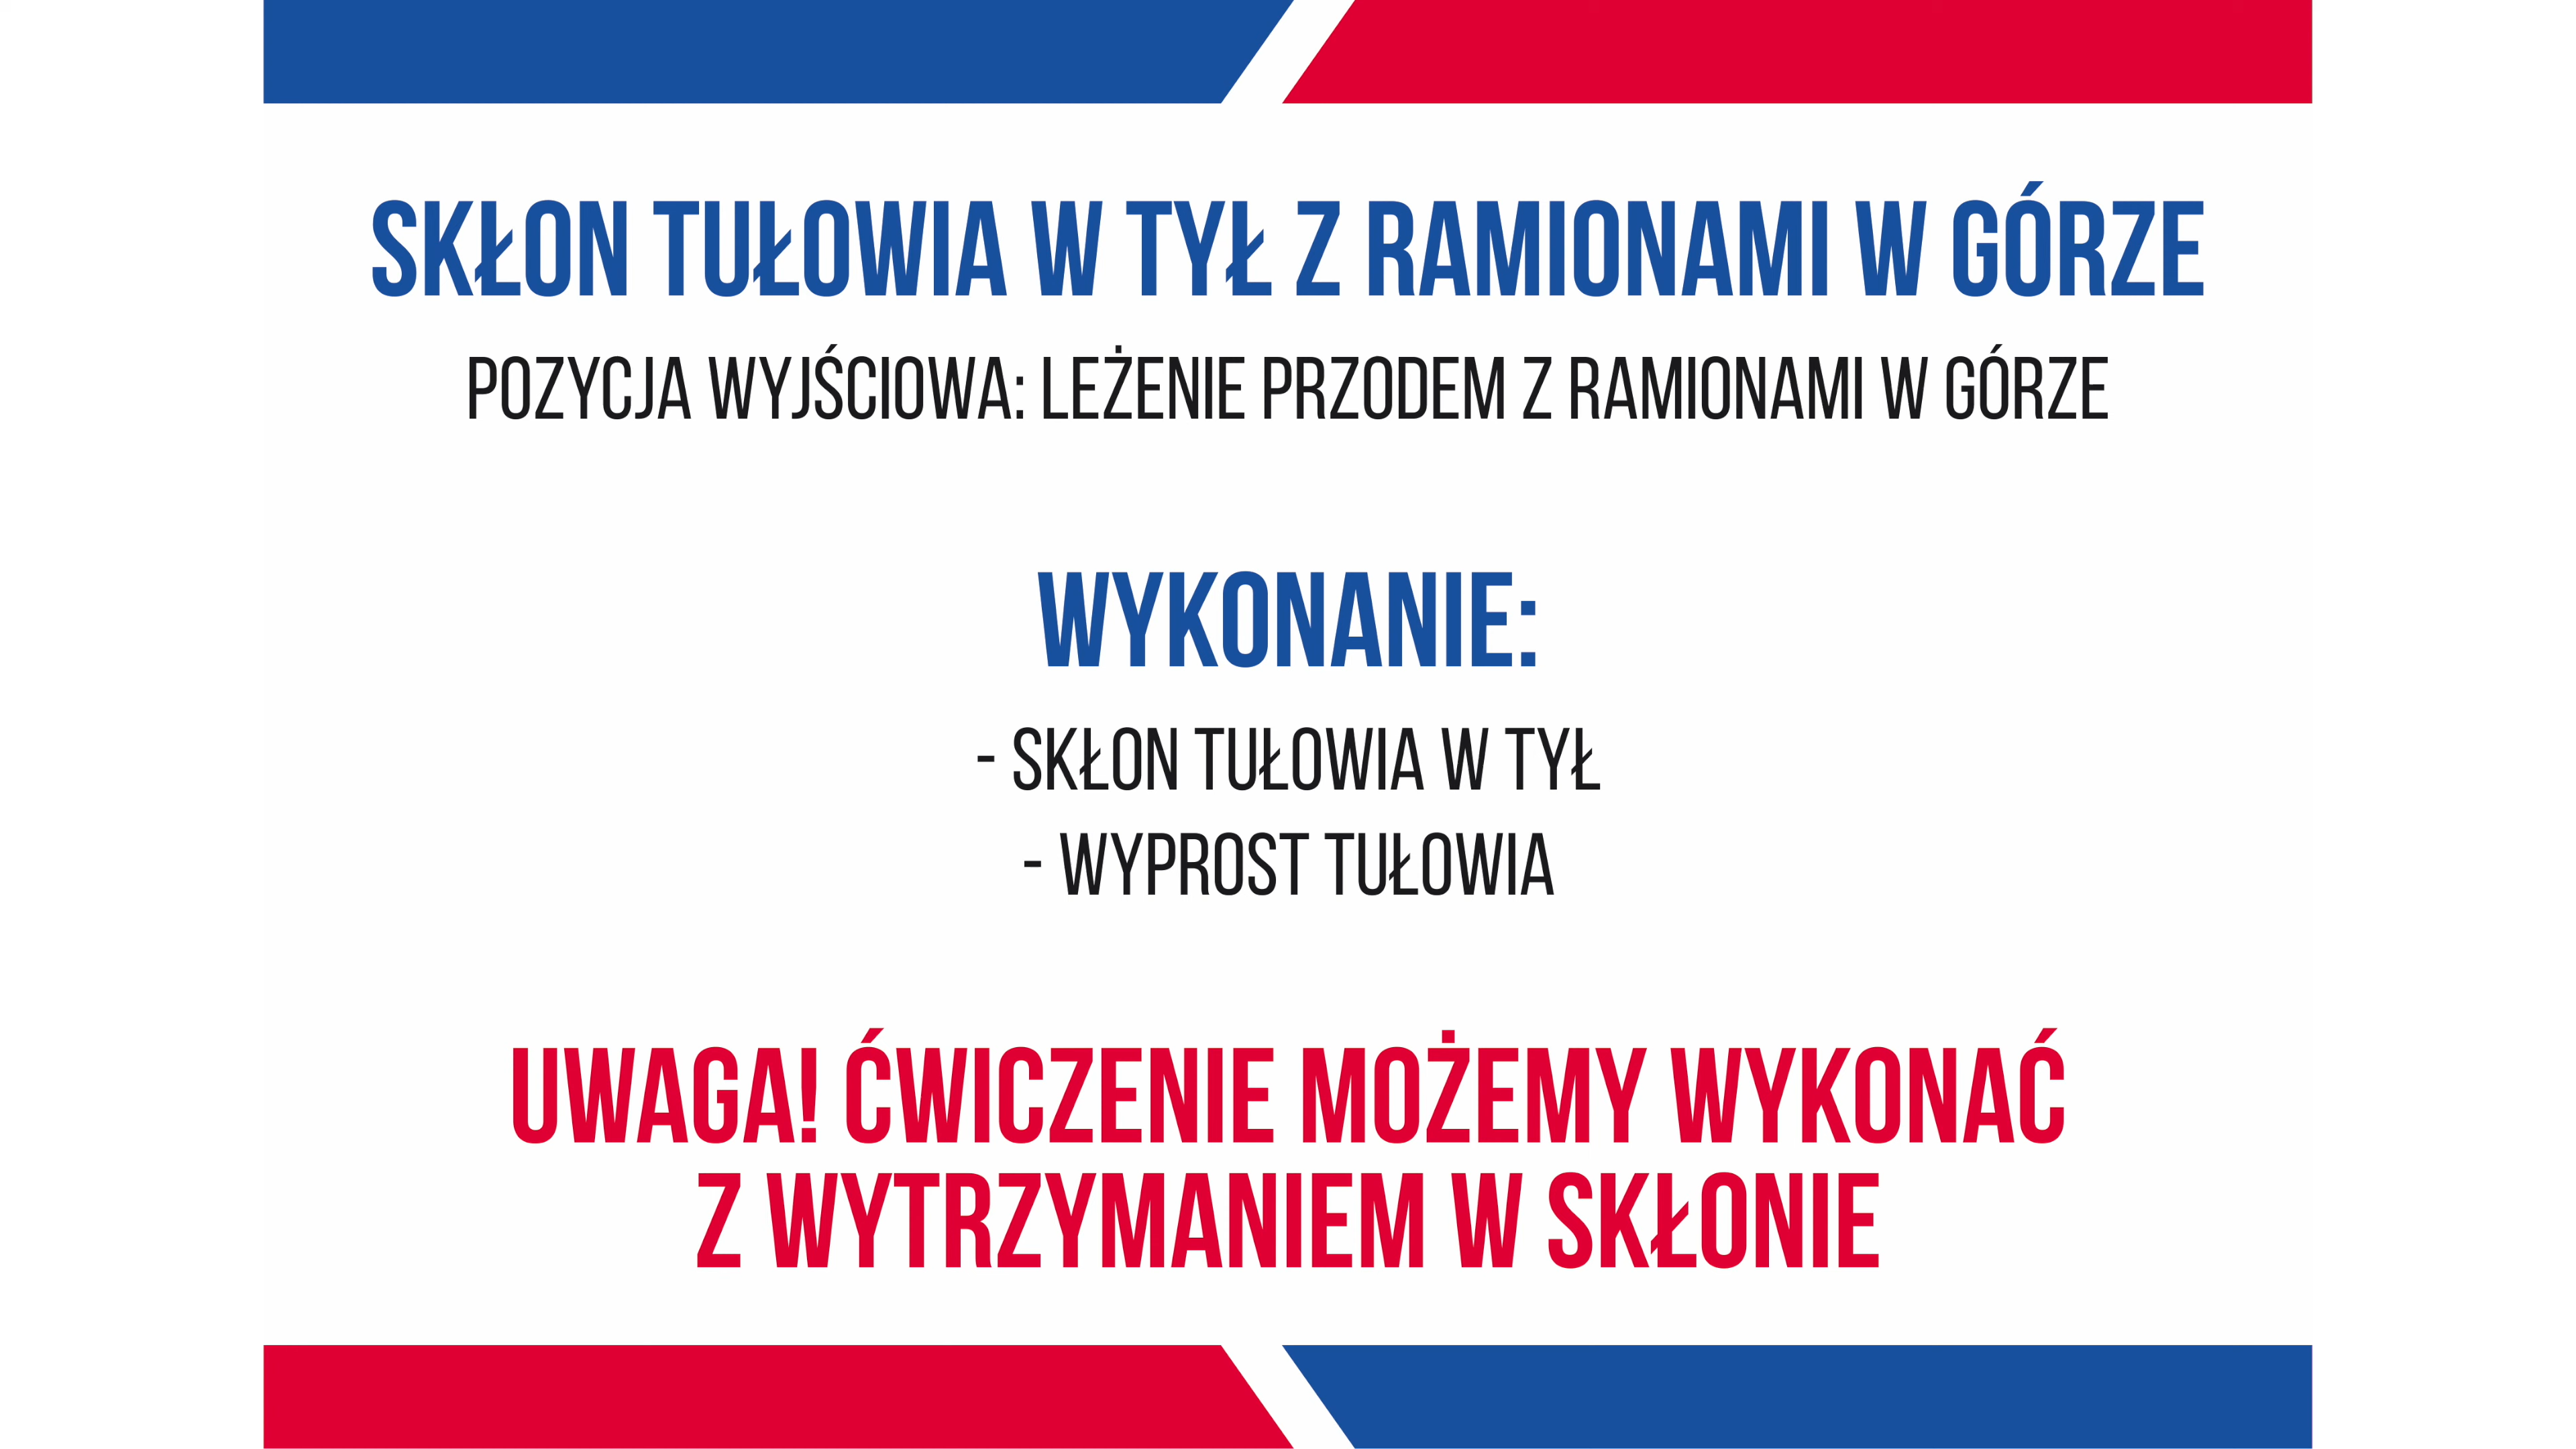 SKŁON TUŁOWIA W TYŁ Z RAMIONAMI W GÓRZE
POZYCJA WYJŚCIOWA: LEŻENIE PRZODEM Z RAMIONAMI W GÓRZE
WYKONANIE:
- SKŁON TUŁOWIA W TYŁ
- WYPROST TUŁOWIA
UWAGA! ĆWICZENIE MOŻEMY WYKONAĆ
Z WYTRZYMANIEM W SKŁONIE